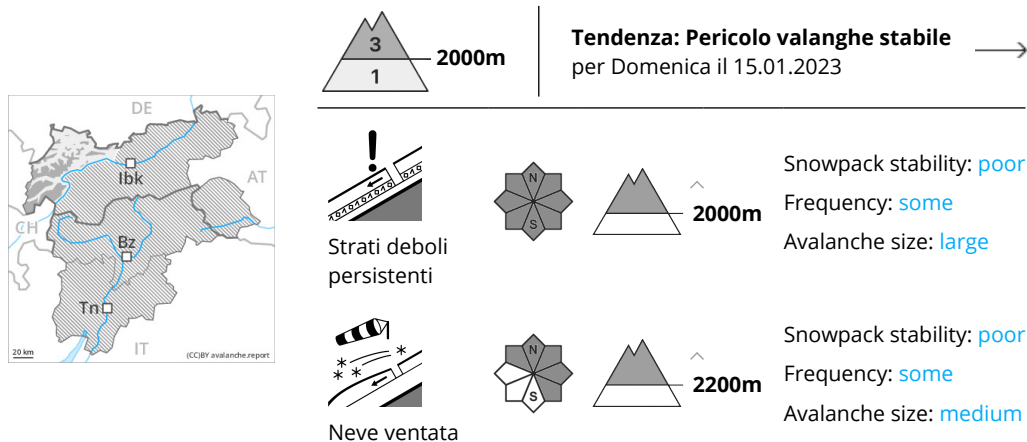 3
1
2000m
Tendenza: Pericolo valanghe stabile
per Domenica il 15.01.2023
DE
AT
CH
IT
Ibk
Bz
Tn
20 km
(CC)BY avalanche.report
Strati deboli
persistenti
N
S
2000m
Snowpack stability: poor
Frequency: some
Avalanche size: large
Neve ventata
N
S
2200m
Snowpack stability: poor
Frequency: some
Avalanche size: medium